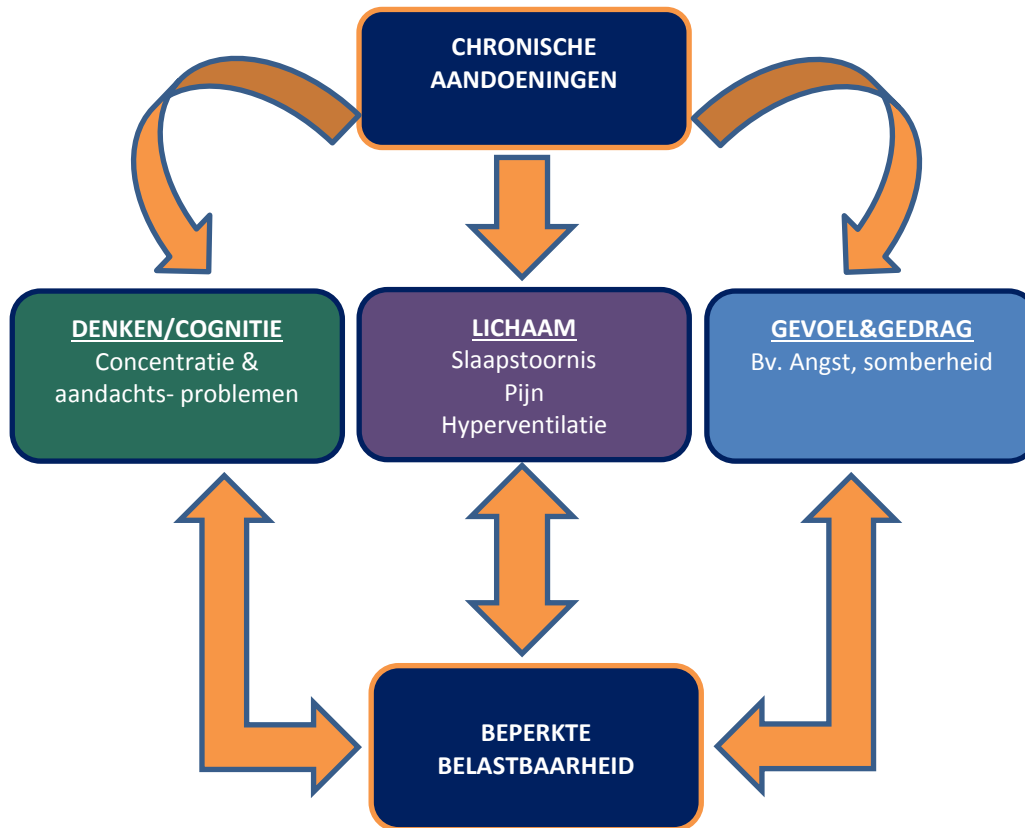 CHRONISCHE
AANDOENINGEN
DENKEN/COGNITIE
Concentratie &
aandachts- problemen
LICHAAM
Slaapstoornis
Pijn
Hyperventilatie
GEVOEL&GEDRAG
Bv. Angst, somberheid
BEPERKTE
BELASTBAARHEID